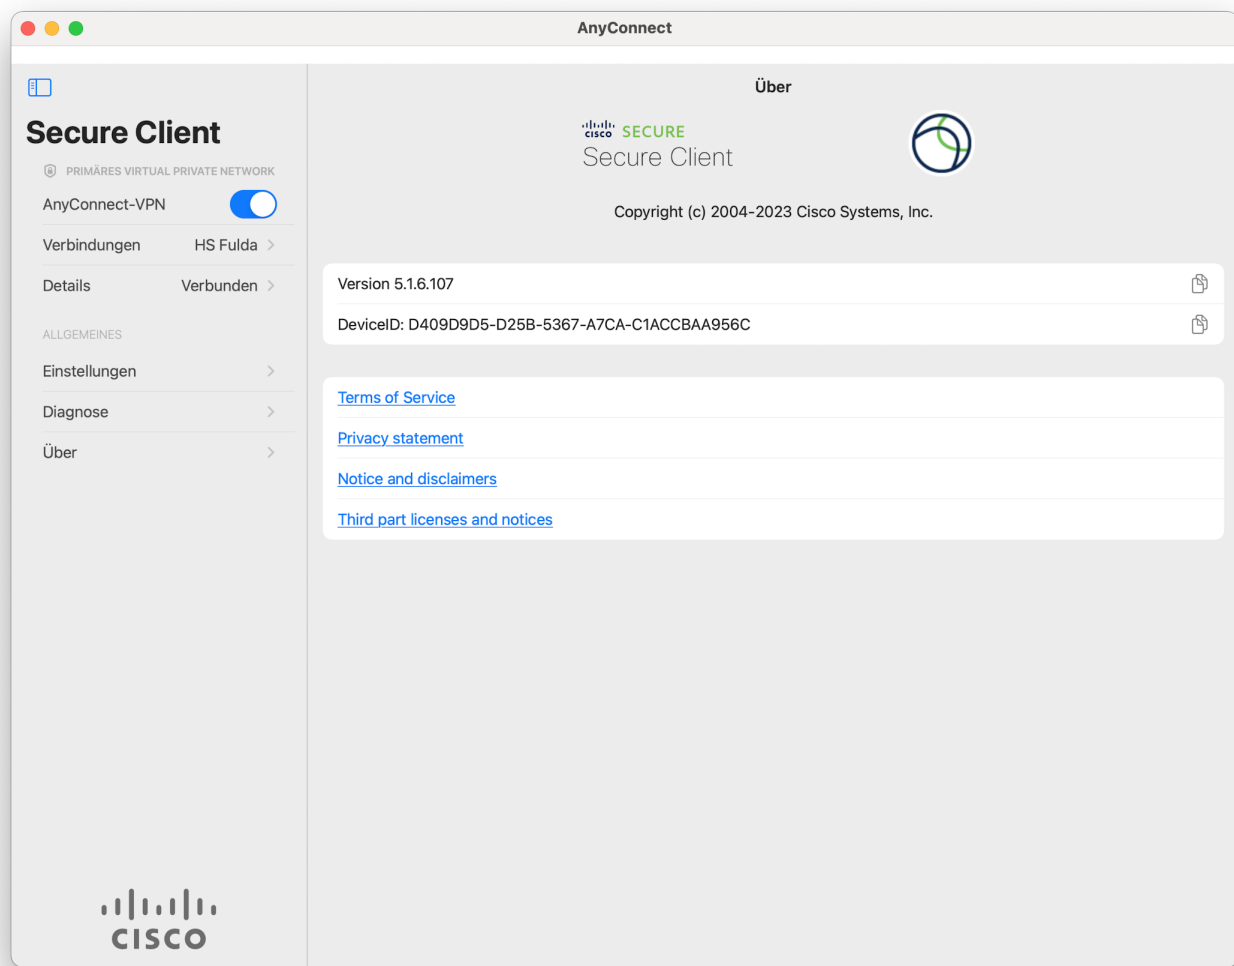 AnyConnect
Secure Client
PRIMÄRES VIRTUAL PRIVATE NETWORK
AnyConnect-VPN
Verbindungen HS Fulda
Details Verbunden
ALLGEMEINES
Einstellungen
Diagnose
Über
CISCO
Über
CISCO SECURE
Secure Client
Copyright (c) 2004-2023 Cisco Systems, Inc.
Version 5.1.6.107
DeviceID: D409D9D5-D25B-5367-A7CA-C1ACCBAA956C
Terms of Service
Privacy statement
Notice and disclaimers
Third part licenses and notices